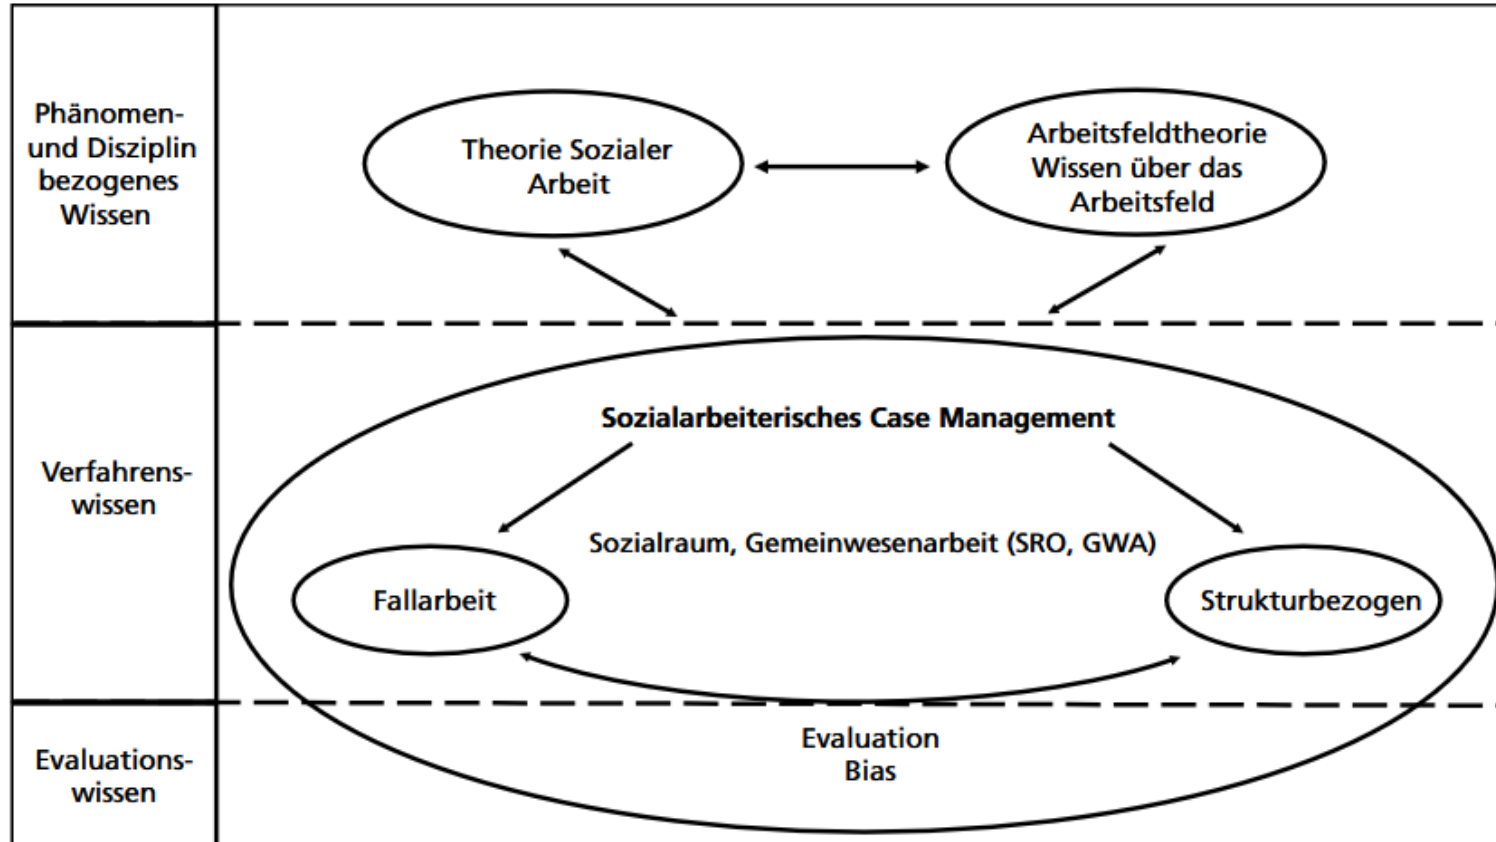 Phänomen-
und Disziplin
bezogenes
Wissen
Theorie Sozialer
Arbeit
Arbeitsfeldtheorie
Wissen über das
Arbeitsfeld
Verfahrens-
wissen
Sozialarbeiterisches Case Management
Sozialraum, Gemeinwesenarbeit (SRO, GWA)
Fallarbeit
Strukturbezogen
Evaluations-
wissen
Evaluation
Bias